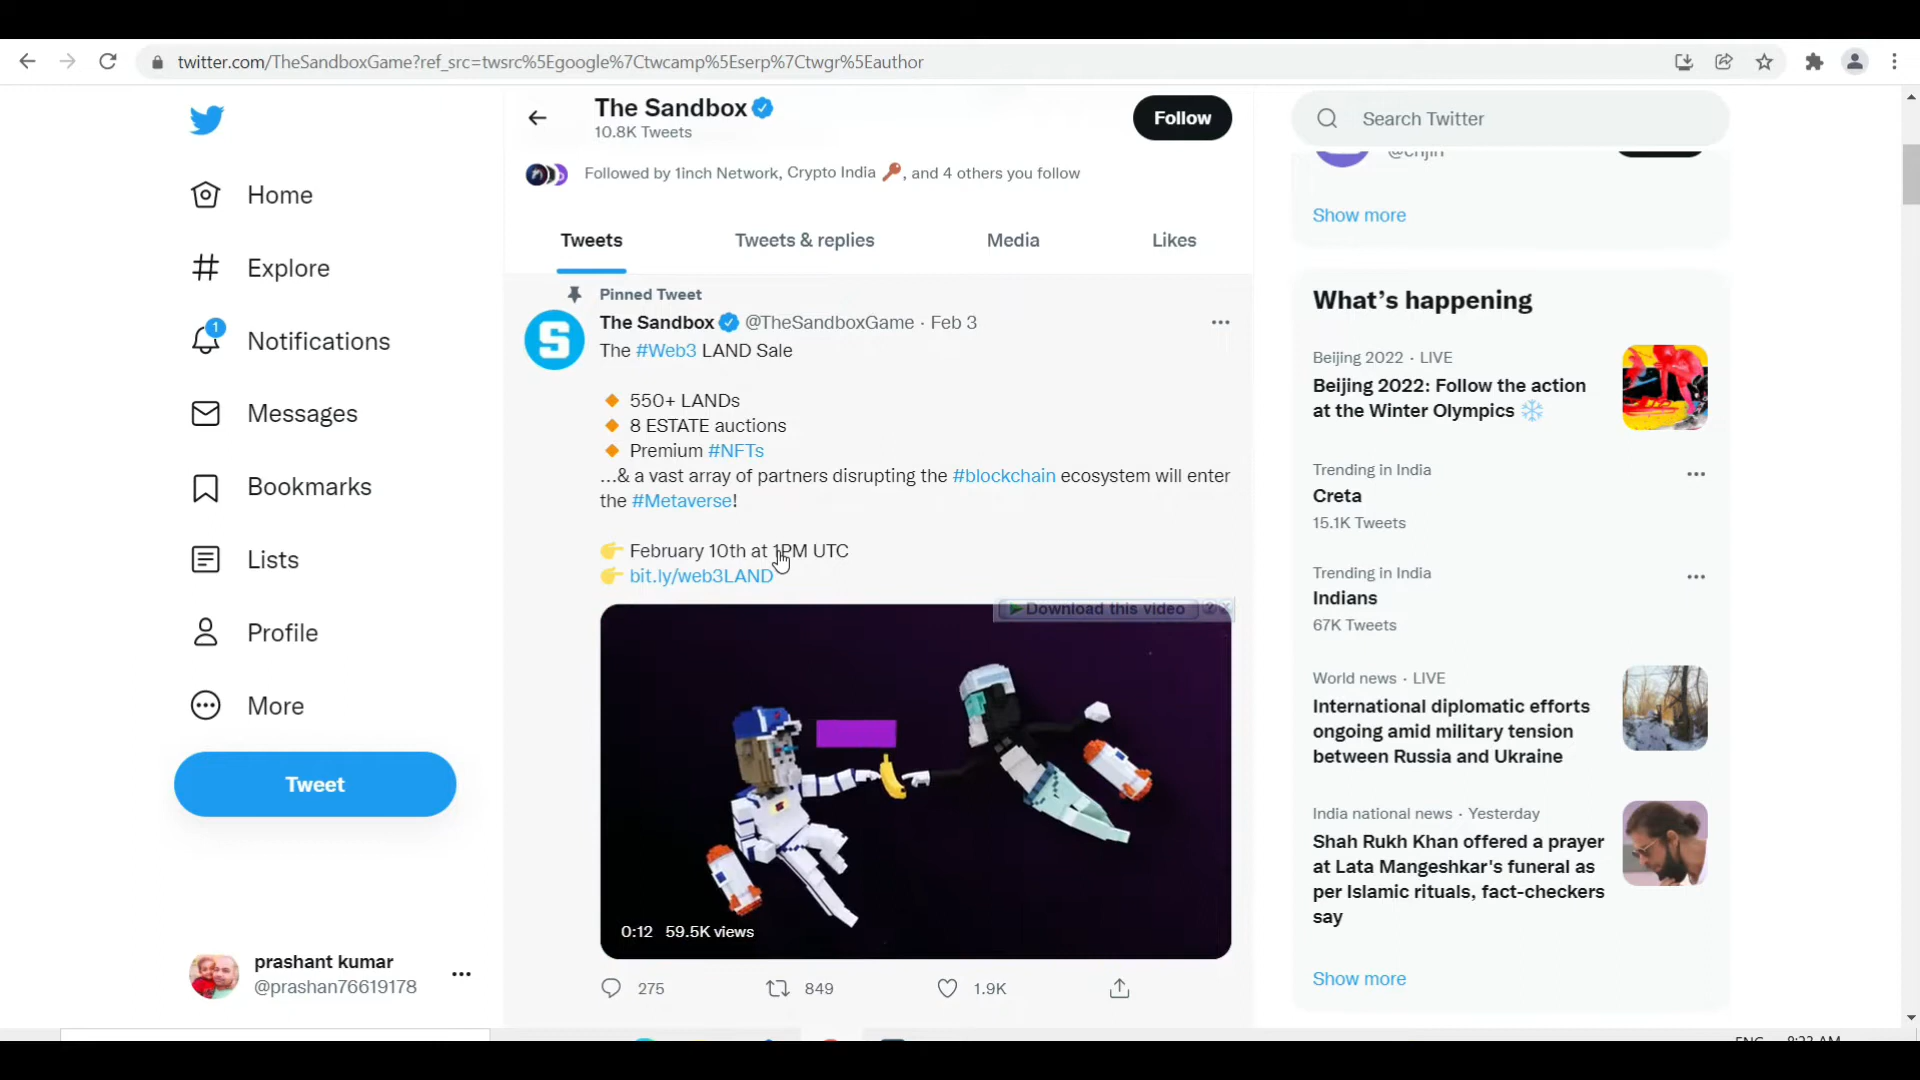 twitter.com/TheSandboxGame?ref_src=twsrc%5Egoogle%7Ctwcamp%5Eserp%7Ctwgr%5Eauthor
The Sandbox
10.8K Tweets
Follow
Search Twitter
Followed by 1inch Network, Crypto India 🔑, and 4 others you follow
Show more
Home
Explore
1
Notifications
Messages
Bookmarks
Lists
Profile
More
Tweet
prashant kumar
@prashan76619178
Tweets
Tweets & replies
Media
Likes
Pinned Tweet
The Sandbox @TheSandboxGame · Feb 3
The #Web3 LAND Sale
🔸 550+ LANDs
🔸 8 ESTATE auctions
🔸 Premium #NFTs
...& a vast array of partners disrupting the #blockchain ecosystem will enter
the #Metaverse!
👉 February 10th at 1PM UTC
👉 bit.ly/web3LAND
Download this video ? x
S
0:12 59.5K views
275
849
1.9K
What's happening
Beijing 2022 · LIVE
Beijing 2022: Follow the action
at the Winter Olympics ❄️
Trending in India
Creta
15.1K Tweets
Trending in India
Indians
67K Tweets
World news · LIVE
International diplomatic efforts
ongoing amid military tension
between Russia and Ukraine
India national news · Yesterday
Shah Rukh Khan offered a prayer
at Lata Mangeshkar's funeral as
per Islamic rituals, fact-checkers
say
Show more